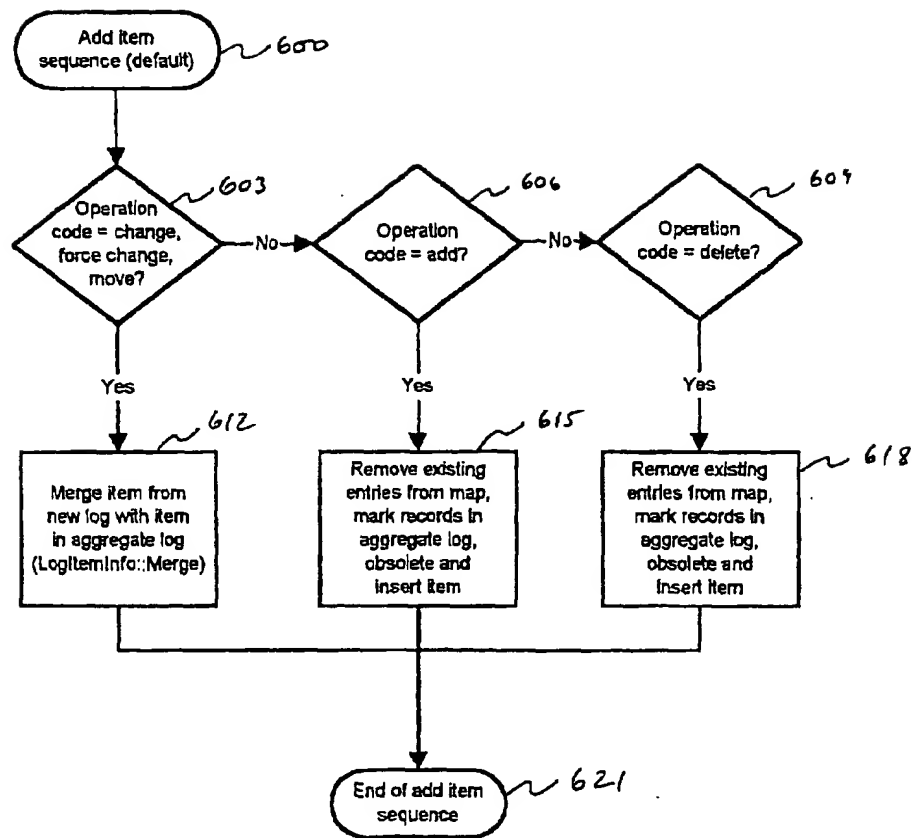 Add item
sequence (default)
600
603
Operation
code = change,
force change,
move?
No
606
Operation
code = add?
No
609
Operation
code = delete?
Yes
Yes
Yes
612
Merge item from
new log with item
in aggregate log
(LogItemInfo::Merge)
615
Remove existing
entries from map,
mark records in
aggregate log,
obsolete and
insert item
618
Remove existing
entries from map,
mark records in
aggregate log,
obsolete and
insert item
End of add item
sequence
621